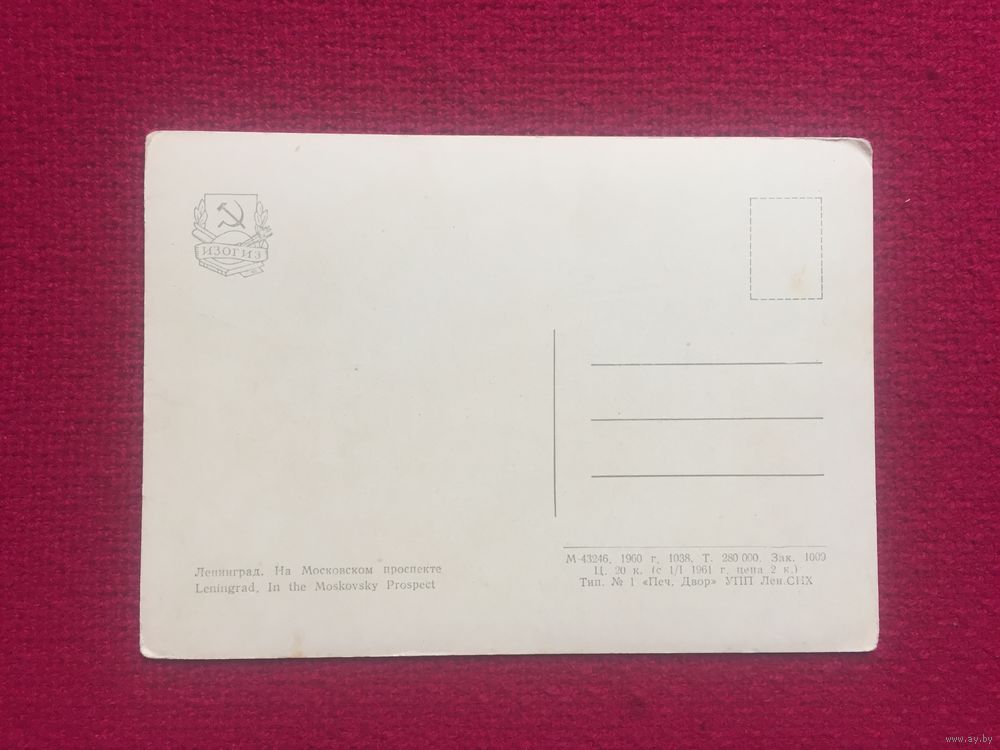 ИЗОГИЗ
Ленинград. На Московском проспекте
Leningrad. In the Moskovsky Prospect
М-43246. 1960 г. 1038. Т. 280 000. Зак. 1009
Ц. 20 к. (с 1/I 1961 г. цена 2 к.)
Тип. № 1 «Печ. Двор» УПП Лен.СНХ
www.ay.by